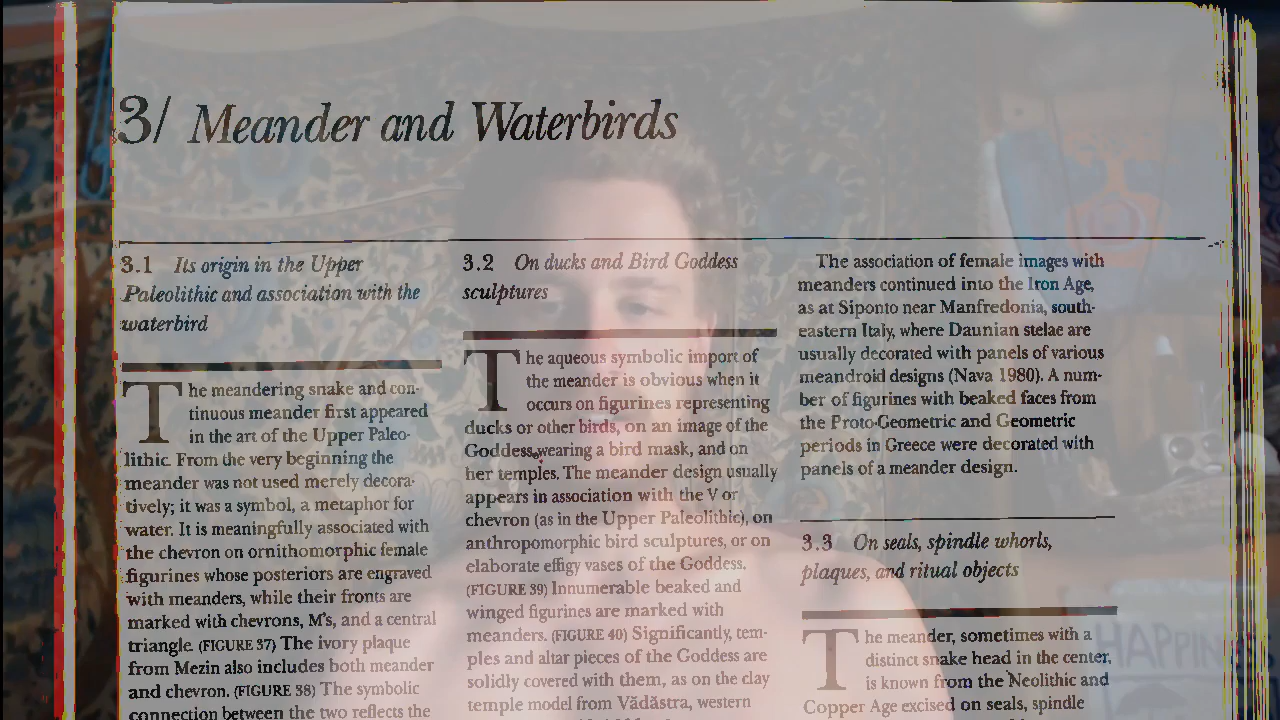 3/ Meander and Waterbirds
3.1 Its origin in the Upper
Paleolithic and association with the
waterbird
The meandering snake and con-
tinuous meander first appeared
in the art of the Upper Paleo-
lithic. From the very beginning the
meander was not used merely decora-
tively; it was a symbol, a metaphor for
water. It is meaningfully associated with
the chevron on ornithomorphic female
figurines whose posteriors are engraved
with meanders, while their fronts are
marked with chevrons, M's, and a central
triangle. (FIGURE 37) The ivory plaque
from Mezin also includes both meander
and chevron. (FIGURE 38) The symbolic
connection between the two reflects the
3.2 On ducks and Bird Goddess
sculptures
The aqueous symbolic import of
the meander is obvious when it
occurs on figurines representing
ducks or other birds, on an image of the
Goddess wearing a bird mask, and on
her temples. The meander design usually
appears in association with the V or
chevron (as in the Upper Paleolithic), on
anthropomorphic bird sculptures, or on
elaborate effigy vases of the Goddess.
(FIGURE 39) Innumerable beaked and
winged figurines are marked with
meanders. (FIGURE 40) Significantly, tem-
ples and altar pieces of the Goddess are
solidly covered with them, as on the clay
temple model from Vădăstra, western
The association of female images with
meanders continued into the Iron Age,
as at Siponto near Manfredonia, south-
eastern Italy, where Daunian stelae are
usually decorated with panels of various
meandroid designs (Nava 1980). A num-
ber of figurines with beaked faces from
the Proto-Geometric and Geometric
periods in Greece were decorated with
panels of a meander design.
3.3 On seals, spindle whorls,
plaques, and ritual objects
The meander, sometimes with a
distinct snake head in the center,
is known from the Neolithic and
Copper Age excised on seals, spindle
HAPPINESS